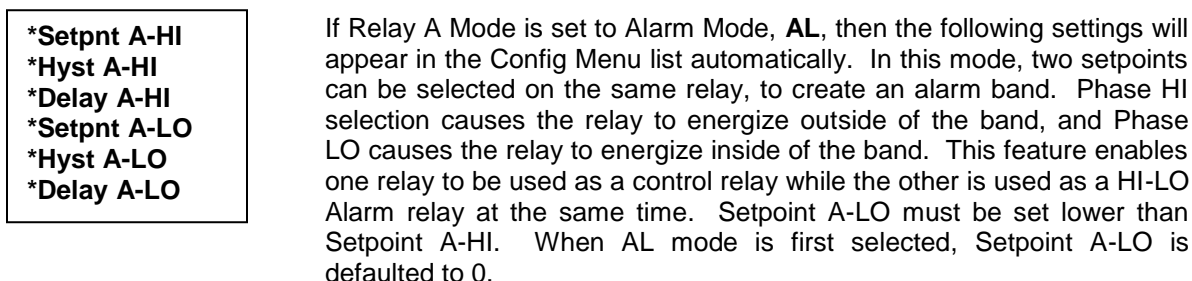 *Setpnt A-HI
*Hyst A-HI
*Delay A-HI
*Setpnt A-LO
*Hyst A-LO
*Delay A-LO
If Relay A Mode is set to Alarm Mode, AL, then the following settings will
appear in the Config Menu list automatically. In this mode, two setpoints
can be selected on the same relay, to create an alarm band. Phase HI
selection causes the relay to energize outside of the band, and Phase
LO causes the relay to energize inside of the band. This feature enables
one relay to be used as a control relay while the other is used as a HI-LO
Alarm relay at the same time. Setpoint A-LO must be set lower than
Setpoint A-HI. When AL mode is first selected, Setpoint A-LO is
defaulted to 0.